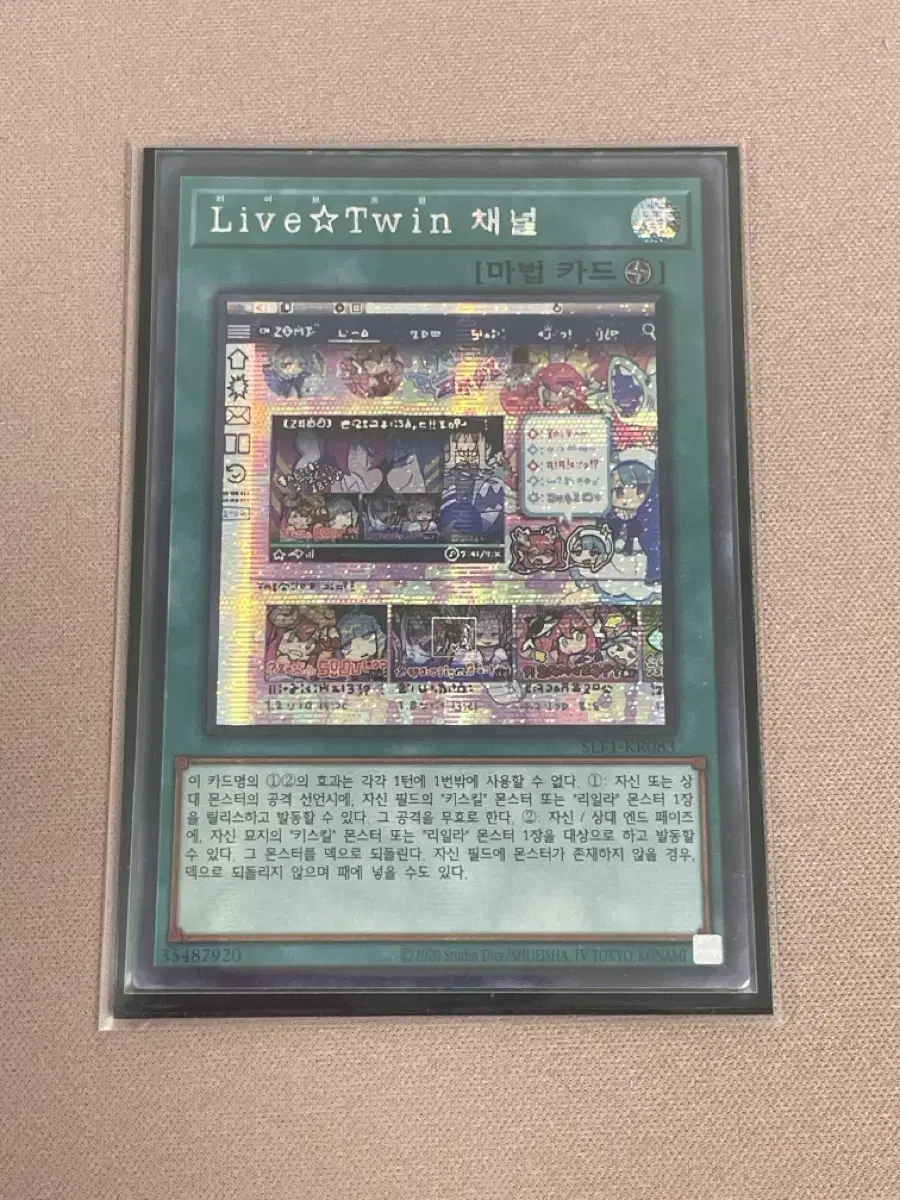 라 이 브 트 윈
Live☆Twin 채널
[마법 카드]
SLF1-KR083
이 카드명의 ①②의 효과는 각각 1턴에 1번밖에 사용할 수 없다. ①: 자신 또는 상
대 몬스터의 공격 선언시에, 자신 필드의 "키스킬" 몬스터 또는 "리일라" 몬스터 1장
을 릴리스하고 발동할 수 있다. 그 공격을 무효로 한다. ②: 자신 / 상대 엔드 페이즈
에, 자신 묘지의 "키스킬" 몬스터 또는 "리일라" 몬스터 1장을 대상으로 하고 발동할
수 있다. 그 몬스터를 덱으로 되돌린다. 자신 필드에 몬스터가 존재하지 않을 경우,
덱으로 되돌리지 않으며 패에 넣을 수도 있다.
35487920
©2020 Studio Dice/SHUEISHA, TV TOKYO, KONAMI